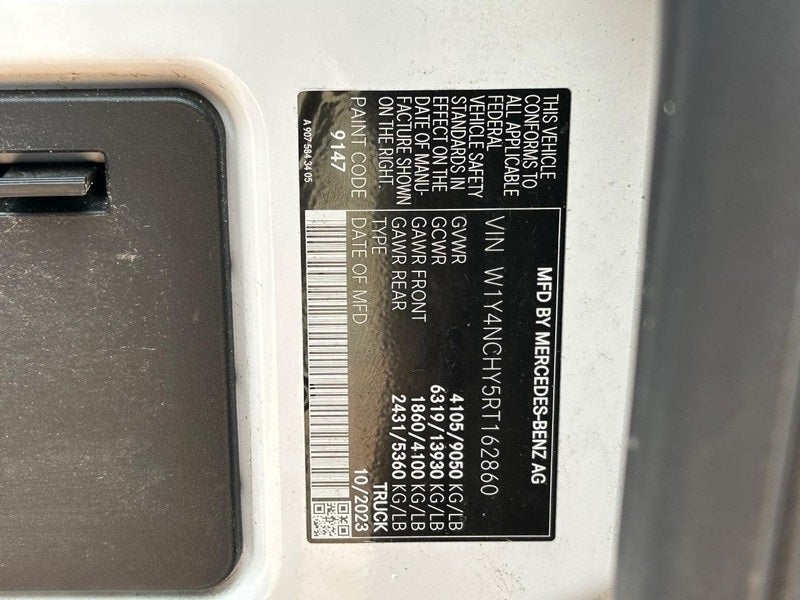 THIS VEHICLE
CONFORMS TO
ALL APPLICABLE
FEDERAL
VEHICLE SAFETY
STANDARDS IN
EFFECT ON THE
DATE OF MANU-
FACTURE SHOWN
ON THE RIGHT.
PAINT CODE
9147
A 907 584 34 05
MFD BY MERCEDES-BENZ AG
VIN W1Y4NCHY5RT162860
GVWR 4105/9050 KG/LB
GCWR 6319/13930 KG/LB
GAWR FRONT 1860/4100 KG/LB
GAWR REAR 2431/5360 KG/LB
TYPE TRUCK
DATE OF MFD 10/2023